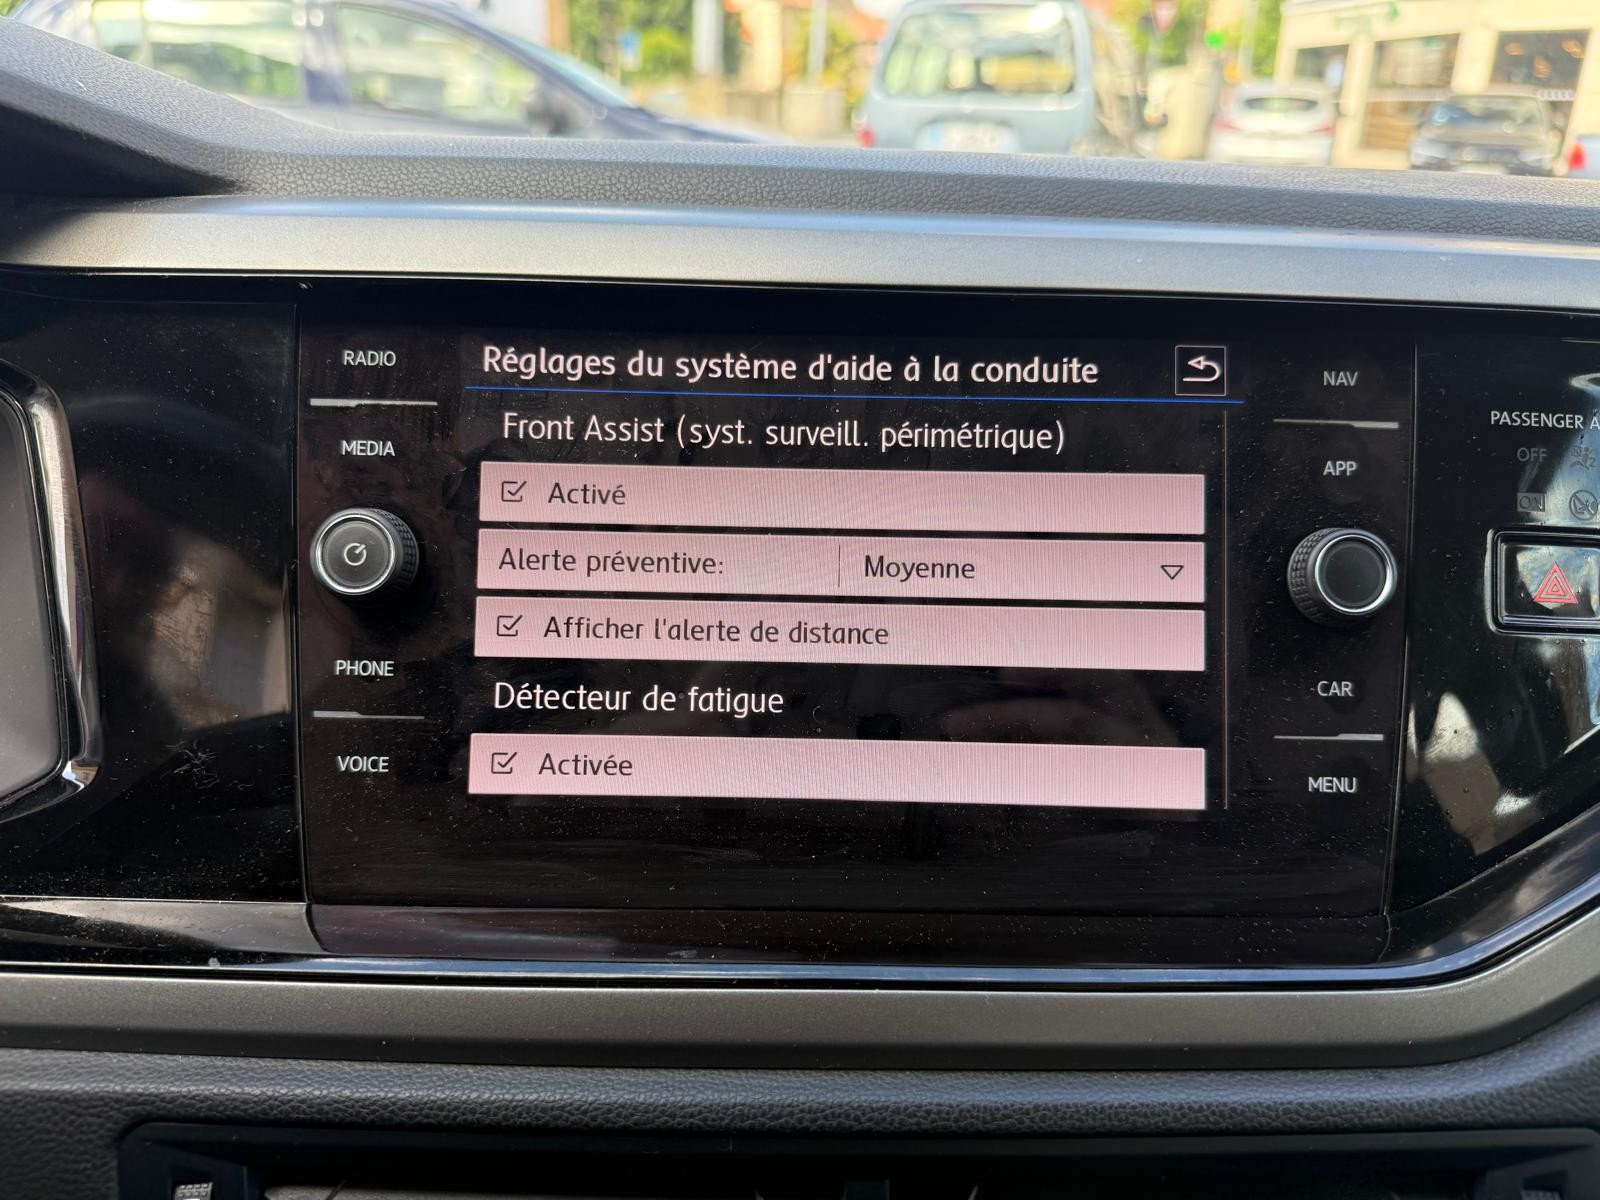 RADIO
MEDIA
PHONE
VOICE
Réglages du système d'aide à la conduite
Front Assist (syst. surveill. périmétrique)
Activé
Alerte préventive: Moyenne
Afficher l'alerte de distance
Détecteur de fatigue
Activée
NAV
APP
CAR
MENU
PASSENGER A
OFF
ON